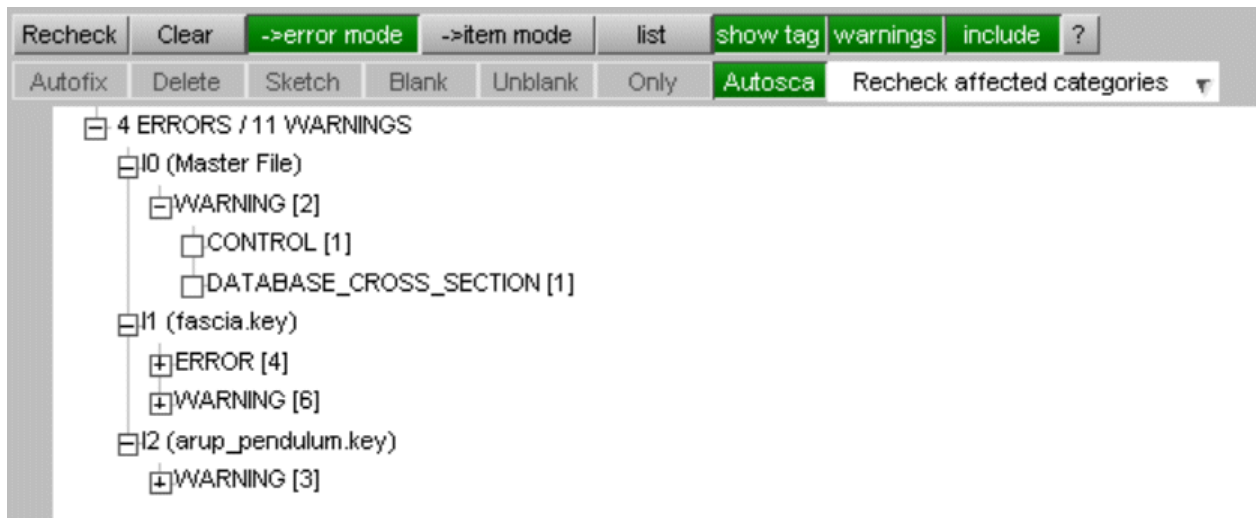 Recheck Clear ->error mode ->item mode list show tag warnings include ?
Autofix Delete Sketch Blank Unblank Only Autosca Recheck affected categories
4 ERRORS / 11 WARNINGS
I0 (Master File)
WARNING [2]
CONTROL [1]
DATABASE_CROSS_SECTION [1]
I1 (fascia.key)
ERROR [4]
WARNING [6]
I2 (arup_pendulum.key)
WARNING [3]